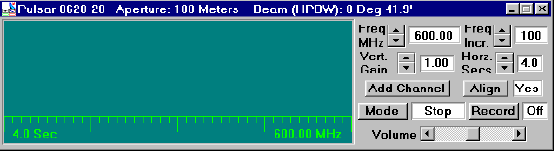 Pulsar 0620 20 Aperture: 100 Meters Beam (HPBW): 0 Deg 41.9'
Freq MHz 600.00 Freq Incr. 100
Vert. Gain 1.00 Horz. Secs 4.0
Add Channel Align Yes
Mode Stop Record Off
4.0 Sec 600.00 MHz
Volume